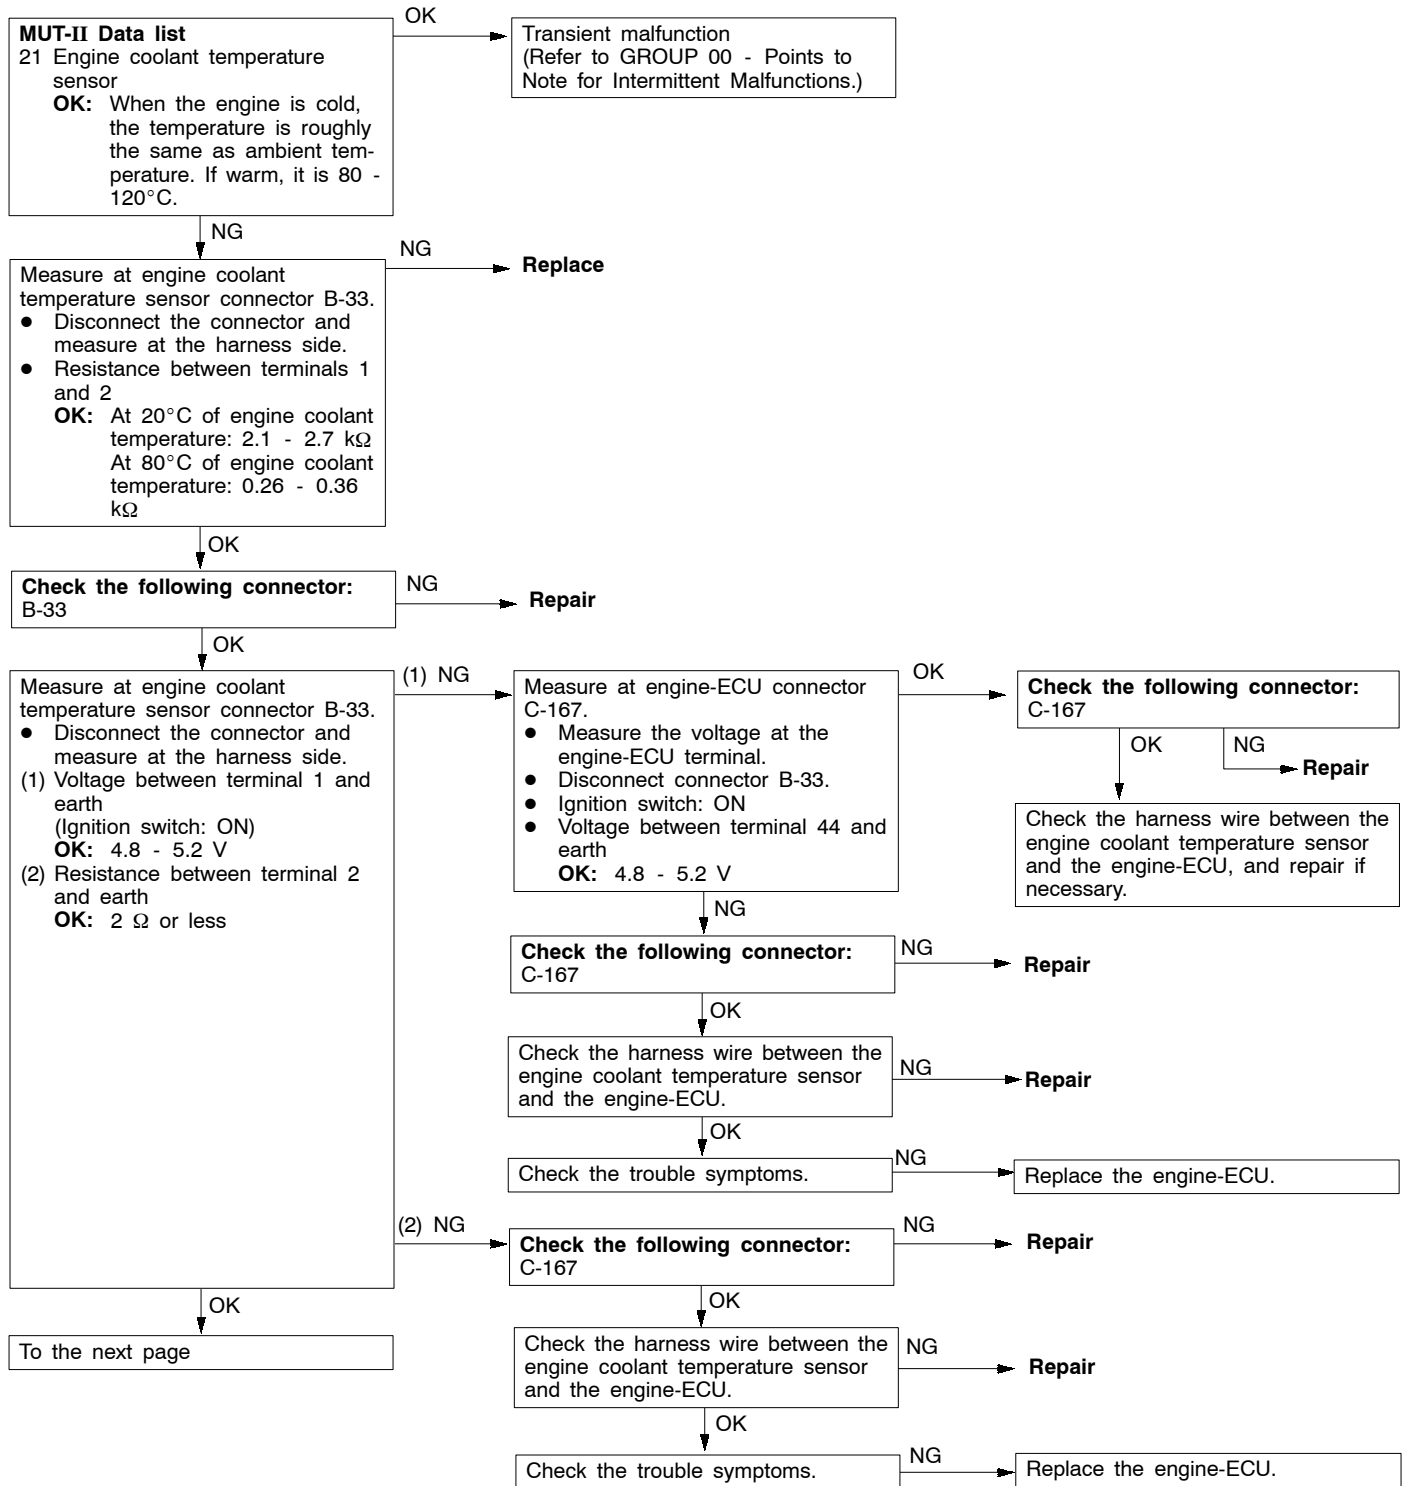 MUT-II Data list
21 Engine coolant temperature
sensor
OK: When the engine is cold,
the temperature is roughly
the same as ambient tem-
perature. If warm, it is 80 -
120°C.
OK
Transient malfunction
(Refer to GROUP 00 - Points to
Note for Intermittent Malfunctions.)
NG
Measure at engine coolant
temperature sensor connector B-33.
● Disconnect the connector and
measure at the harness side.
● Resistance between terminals 1
and 2
OK: At 20°C of engine coolant
temperature: 2.1 - 2.7 kΩ
At 80°C of engine coolant
temperature: 0.26 - 0.36
kΩ
NG
Replace
OK
Check the following connector:
B-33
NG
Repair
OK
Measure at engine coolant
temperature sensor connector B-33.
● Disconnect the connector and
measure at the harness side.
(1) Voltage between terminal 1 and
earth
(Ignition switch: ON)
OK: 4.8 - 5.2 V
(2) Resistance between terminal 2
and earth
OK: 2 Ω or less
(1) NG
Measure at engine-ECU connector
C-167.
● Measure the voltage at the
engine-ECU terminal.
● Disconnect connector B-33.
● Ignition switch: ON
● Voltage between terminal 44 and
earth
OK: 4.8 - 5.2 V
OK
Check the following connector:
C-167
OK
NG
Repair
Check the harness wire between the
engine coolant temperature sensor
and the engine-ECU, and repair if
necessary.
NG
Check the following connector:
C-167
NG
Repair
OK
Check the harness wire between the
engine coolant temperature sensor
and the engine-ECU.
NG
Repair
OK
Check the trouble symptoms.
NG
Replace the engine-ECU.
(2) NG
Check the following connector:
C-167
NG
Repair
OK
Check the harness wire between the
engine coolant temperature sensor
and the engine-ECU.
NG
Repair
OK
Check the trouble symptoms.
NG
Replace the engine-ECU.
OK
To the next page